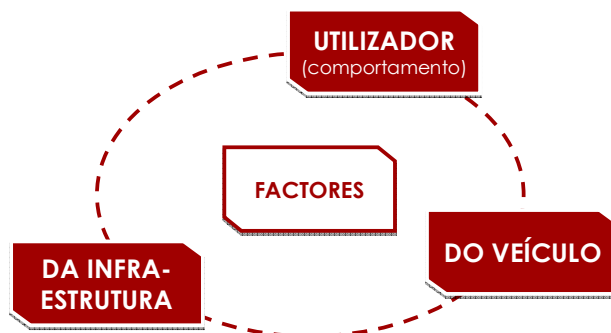 UTILIZADOR
(comportamento)
FACTORES
DO VEÍCULO
DA INFRA-
ESTRUTURA